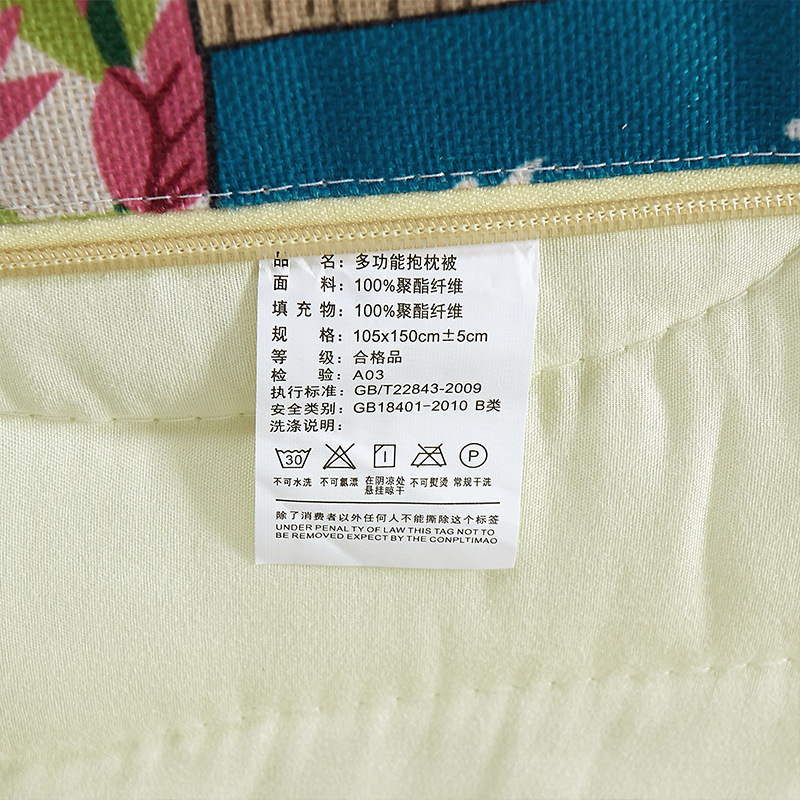 品 名：多功能抱枕被
面 料：100%聚酯纤维
填 充 物：100%聚酯纤维
规 格：105x150cm±5cm
等 级：合格品
检 验：A03
执行标准：GB/T22843-2009
安全类别：GB18401-2010 B类
洗涤说明：
30 P
不可水洗 不可氯漂 在阴凉处悬挂晾干 不可熨烫 常规干洗
除了消费者以外任何人不能撕除这个标签
UNDER PENALTY OF LAW THIS TAG NOT TO
BE REMOVED EXPECT BY THE CONPLTIMAO